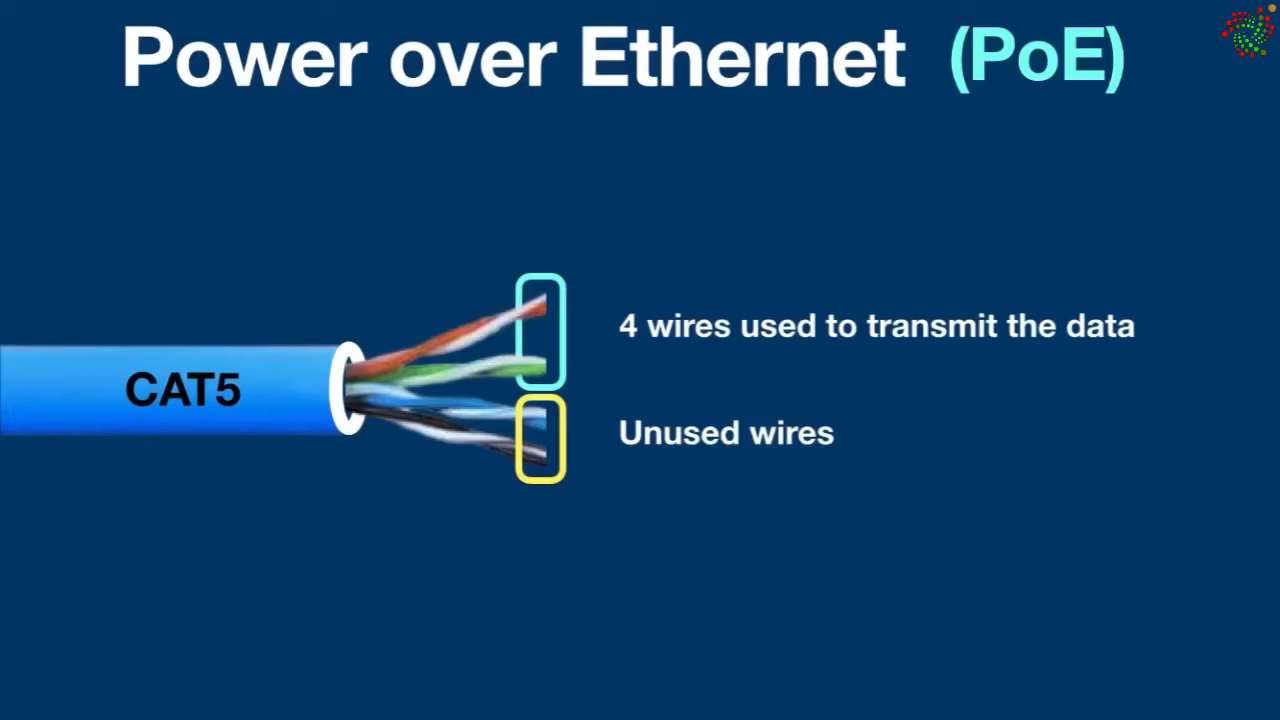 Power over Ethernet (PoE)
4 wires used to transmit the data
CAT5
Unused wires